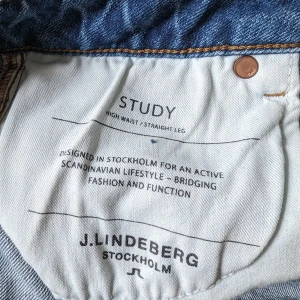 STUDY
HIGH WAIST / STRAIGHT LEG
DESIGNED IN STOCKHOLM FOR AN ACTIVE
SCANDINAVIAN LIFESTYLE – BRIDGING
FASHION AND FUNCTION
J.LINDEBERG
STOCKHOLM